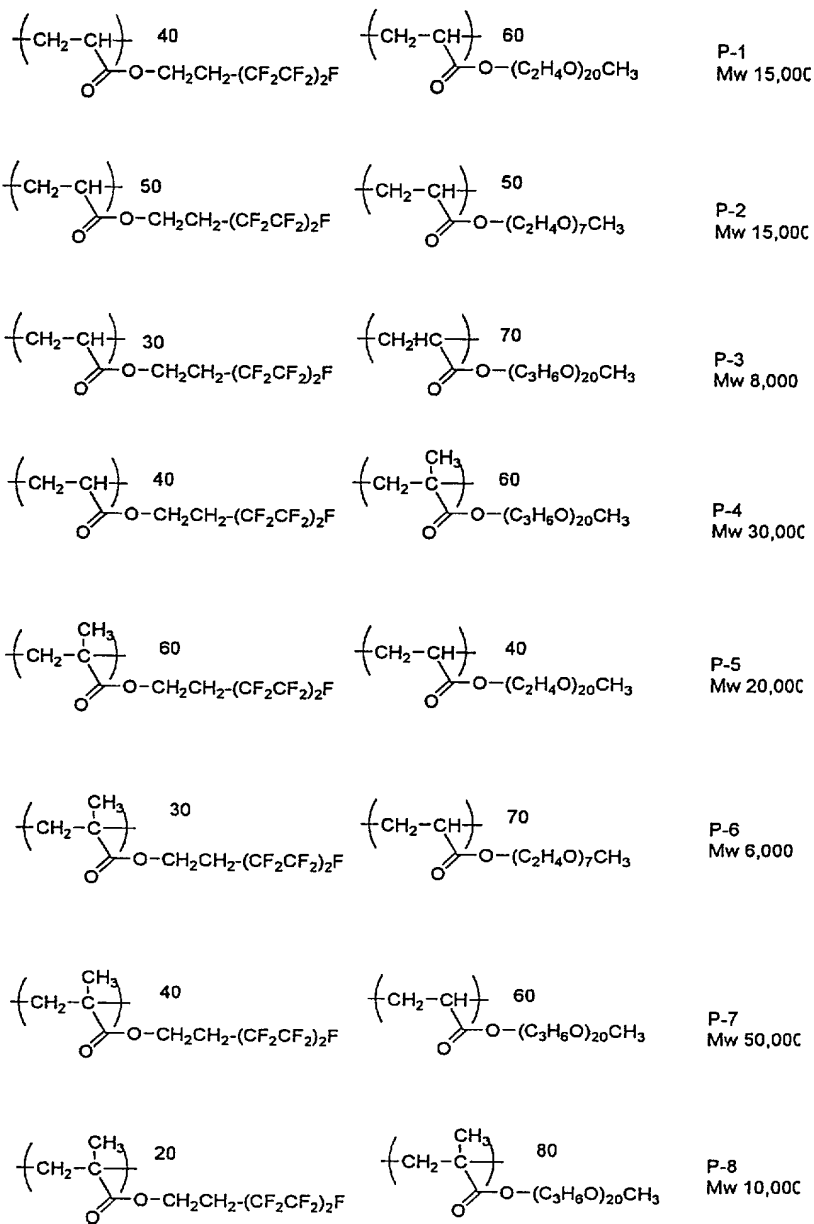 (CH₂-CH) 40 (CH₂-CH) 60 P-1
O O-CH₂CH₂-(CF₂CF₂)₂F O O-(C₂H₄O)₂₀CH₃ Mw 15,000
(CH₂-CH) 50 (CH₂-CH) 50 P-2
O O-CH₂CH₂-(CF₂CF₂)₂F O O-(C₂H₄O)₇CH₃ Mw 15,000
(CH₂-CH) 30 (CH₂HC) 70 P-3
O O-CH₂CH₂-(CF₂CF₂)₂F O O-(C₃H₆O)₂₀CH₃ Mw 8,000
CH₃
(CH₂-CH) 40 (CH₂-C) 60 P-4
O O-CH₂CH₂-(CF₂CF₂)₂F O O-(C₃H₆O)₂₀CH₃ Mw 30,000
CH₃
(CH₂-C) 60 (CH₂-CH) 40 P-5
O O-CH₂CH₂-(CF₂CF₂)₂F O O-(C₂H₄O)₂₀CH₃ Mw 20,000
CH₃
(CH₂-C) 30 (CH₂-CH) 70 P-6
O O-CH₂CH₂-(CF₂CF₂)₂F O O-(C₂H₄O)₇CH₃ Mw 6,000
CH₃
(CH₂-C) 40 (CH₂-CH) 60 P-7
O O-CH₂CH₂-(CF₂CF₂)₂F O O-(C₃H₆O)₂₀CH₃ Mw 50,000
CH₃ CH₃
(CH₂-C) 20 (CH₂-C) 80 P-8
O O-CH₂CH₂-(CF₂CF₂)₂F O O-(C₃H₆O)₂₀CH₃ Mw 10,000